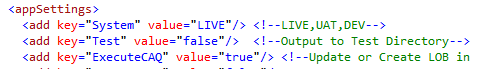 <appSettings>
<add key="System" value="LIVE"/> <!--LIVE,UAT,DEV-->
<add key="Test" value="false"/> <!--Output to Test Directory-->
<add key="ExecuteCAQ" value="true"/> <!--Update or Create LOB in